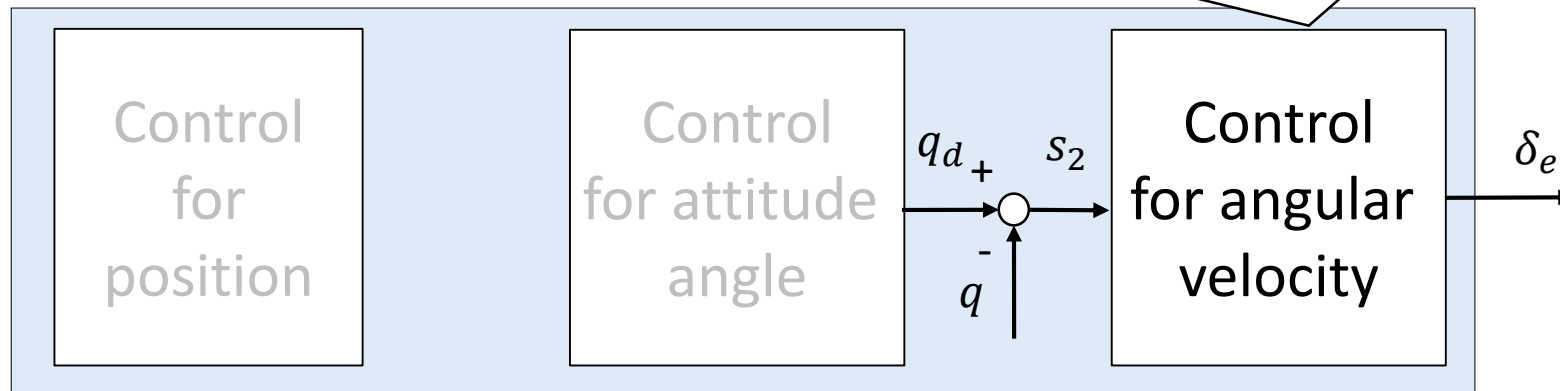 Control
for
position
Control
for attitude
angle
q_d
+
-
q
s_2
Control
for angular
velocity
δ_e